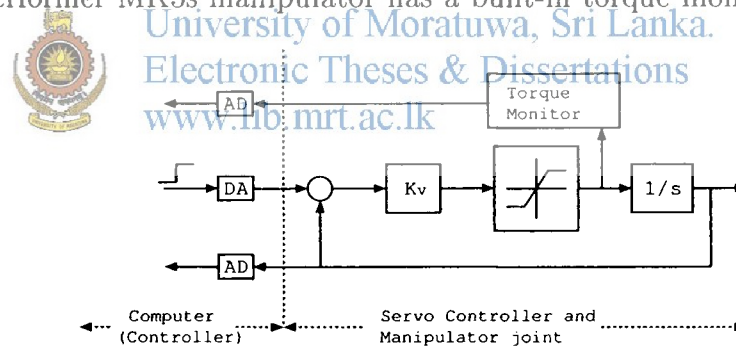 erformer MK3s manipulator has a built-in torque mon
University of Moratuwa, Sri Lanka.
Electronic Theses & Dissertations
www.lib.mrt.ac.lk
AD
Torque
Monitor
DA
Kv
1/s
AD
Computer
(Controller)
Servo Controller and
Manipulator joint